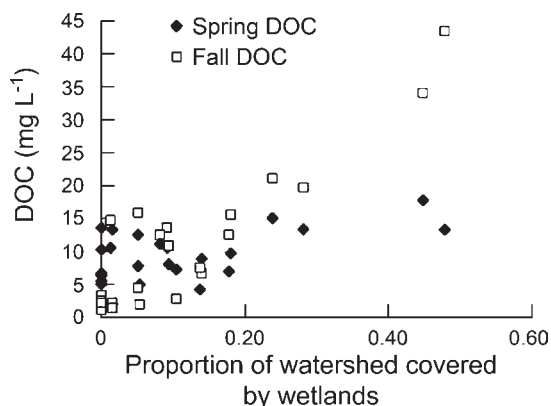 45
40
35
30
25
20
15
10
5
0
DOC (mg L⁻¹)
Spring DOC
Fall DOC
0
0.20
0.40
0.60
Proportion of watershed covered
by wetlands